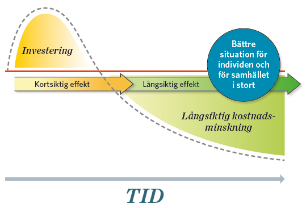 Investering
Bättre
situation för
individen och
för samhället
i stort
Kortsiktig effekt
Långsiktig effekt
Långsiktig kostnads-
minskning
TID